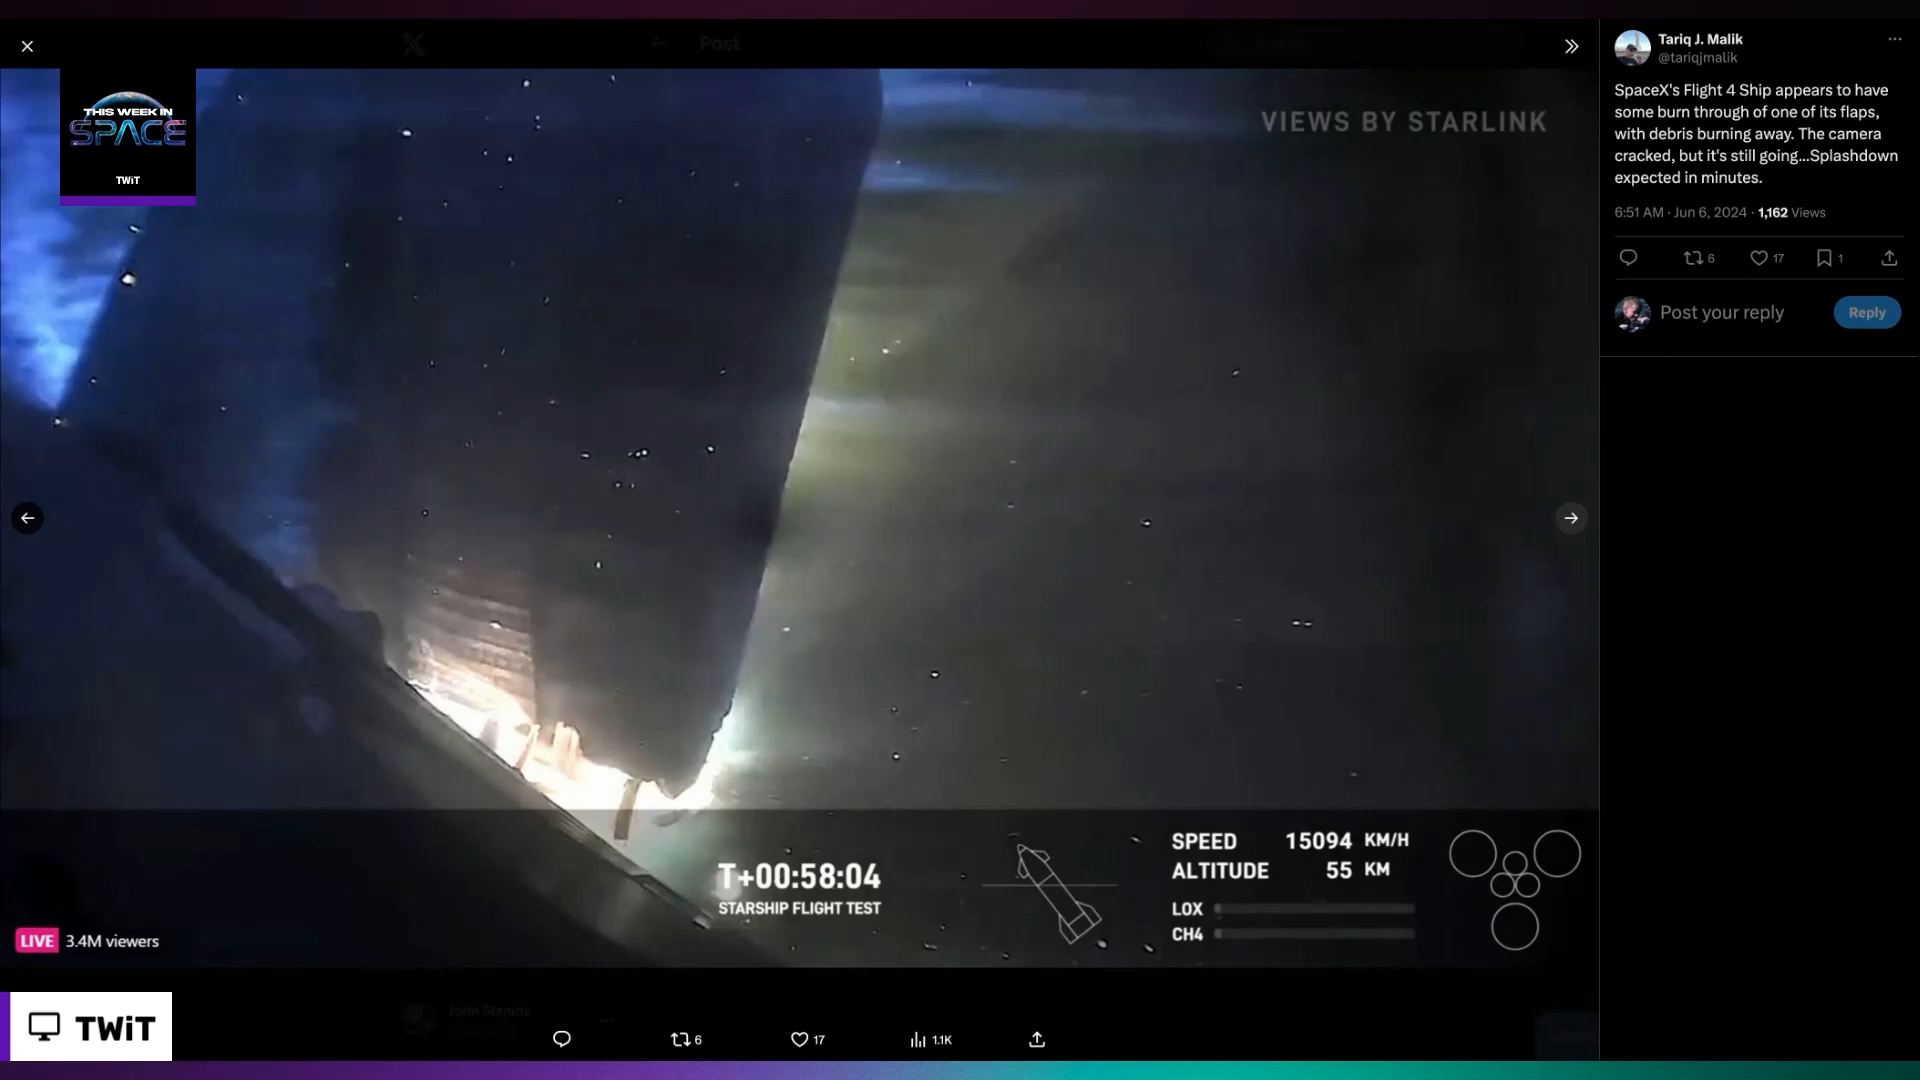 Post
THIS WEEK IN
SPACE
TWiT
VIEWS BY STARLINK
T+00:58:04
STARSHIP FLIGHT TEST
SPEED 15094 KM/H
ALTITUDE 55 KM
LOX
CH4
LIVE 3.4M viewers
TWiT
6 17 1.1K
Tariq J. Malik
@tariqjmalik
SpaceX's Flight 4 Ship appears to have
some burn through of one of its flaps,
with debris burning away. The camera
cracked, but it's still going...Splashdown
expected in minutes.
6:51 AM · Jun 6, 2024 · 1,162 Views
6 17 1
Post your reply Reply